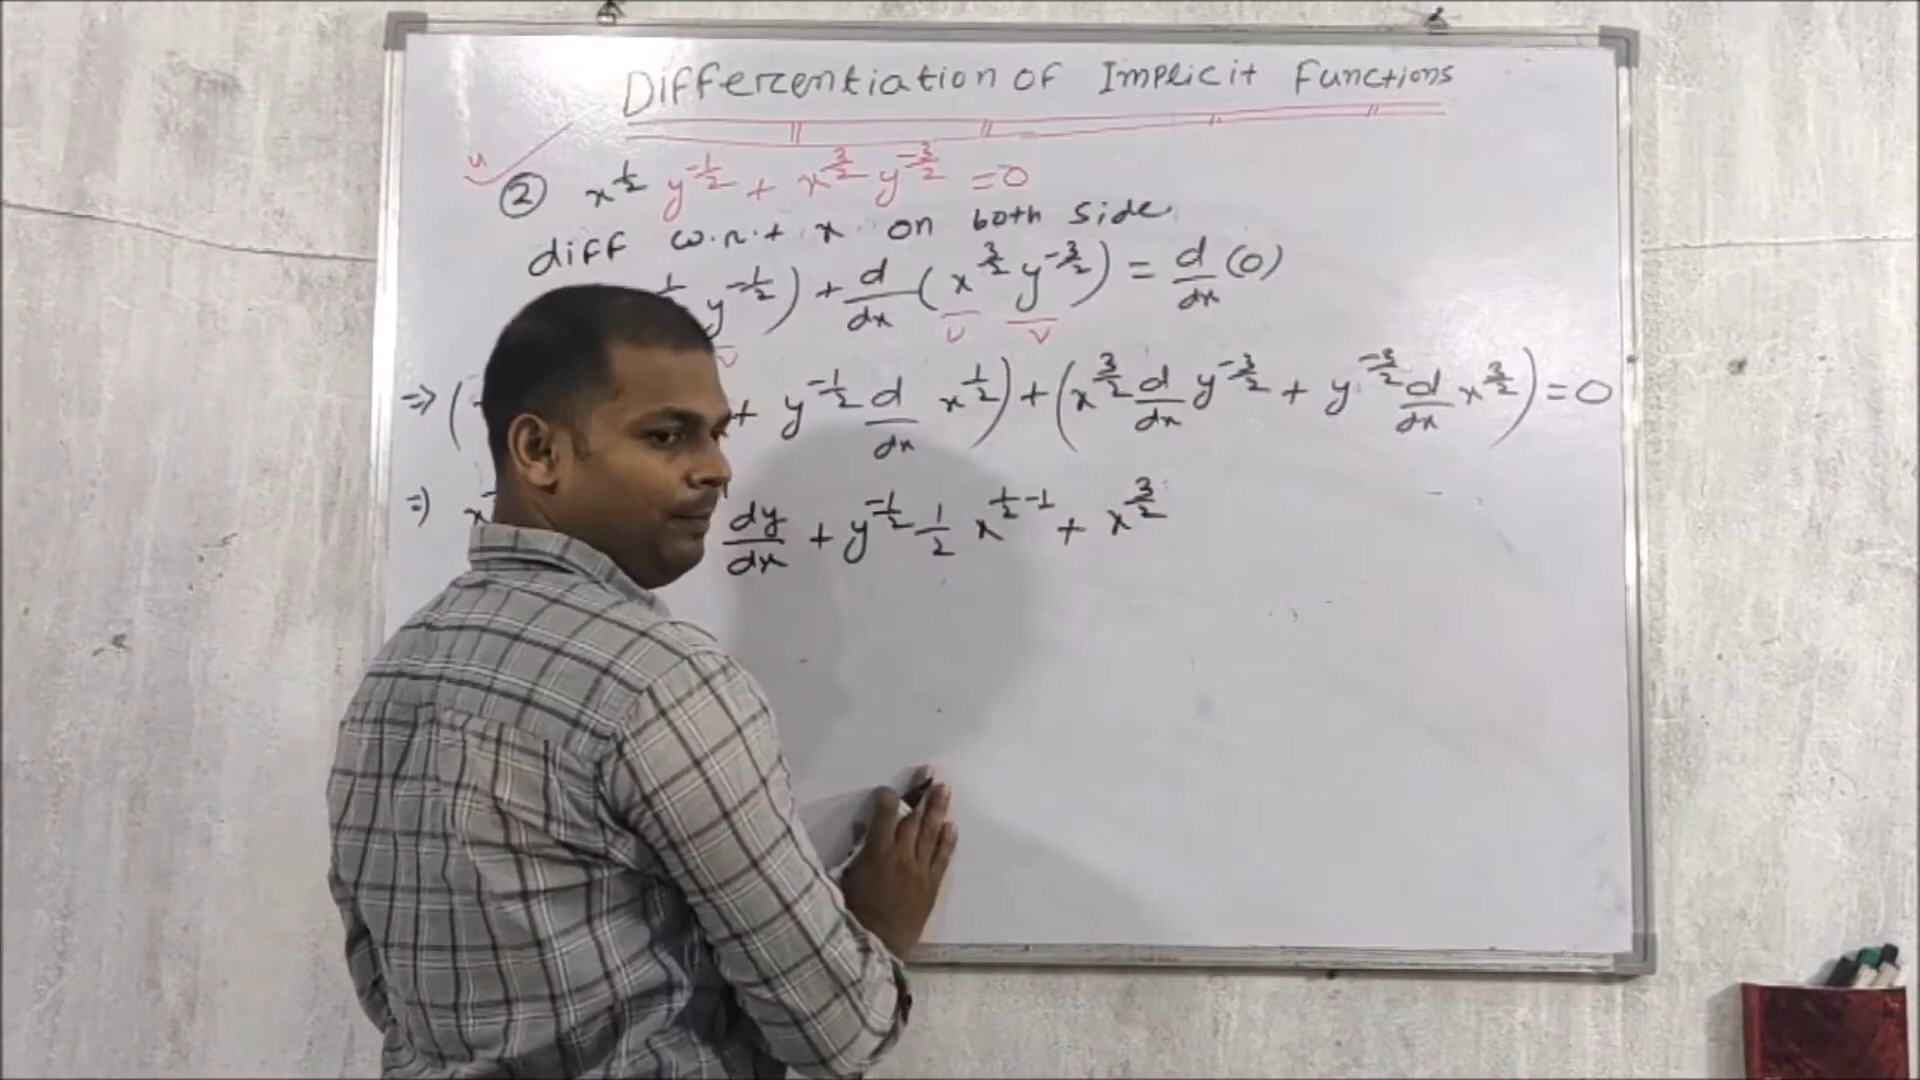 Differentiation of Implicit Functions
② x^{1/2} y^{-1/2} + x^{3/2} y^{-3/2} = 0
diff w.r.t x on both side.
y^{-1/2}) + d/dx (x^{3/2} y^{-3/2}) = d/dx (0)
v U V
=> ( + y^{-1/2} d/dx x^{1/2}) + (x^{3/2} d/dx y^{-3/2} + y^{-3/2} d/dx x^{3/2}) = 0
=> x dy/dx + y^{-1/2} 1/2 x^{1/2 -1} + x^{3/2}